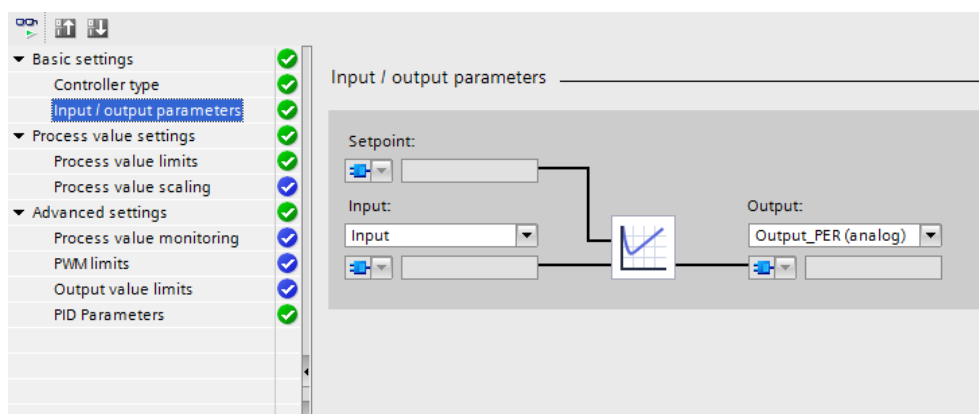 Basic settings
Controller type
Input / output parameters
Process value settings
Process value limits
Process value scaling
Advanced settings
Process value monitoring
PWM limits
Output value limits
PID Parameters
Input / output parameters
Setpoint:
Input:
Input
Output:
Output_PER (analog)